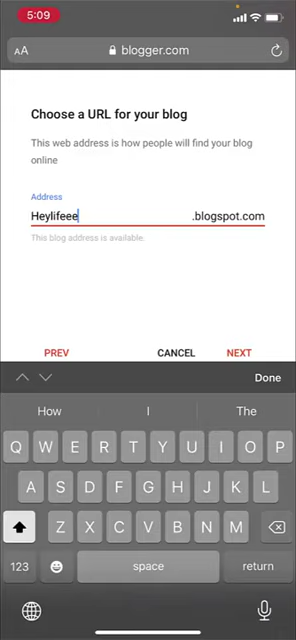 5:09
AA blogger.com
Choose a URL for your blog
This web address is how people will find your blog
online
Address
Heylifeee .blogspot.com
This blog address is available.
PREV CANCEL NEXT
Done
How I The
Q W E R T Y U I O P
A S D F G H J K L
Z X C V B N M
123 space return